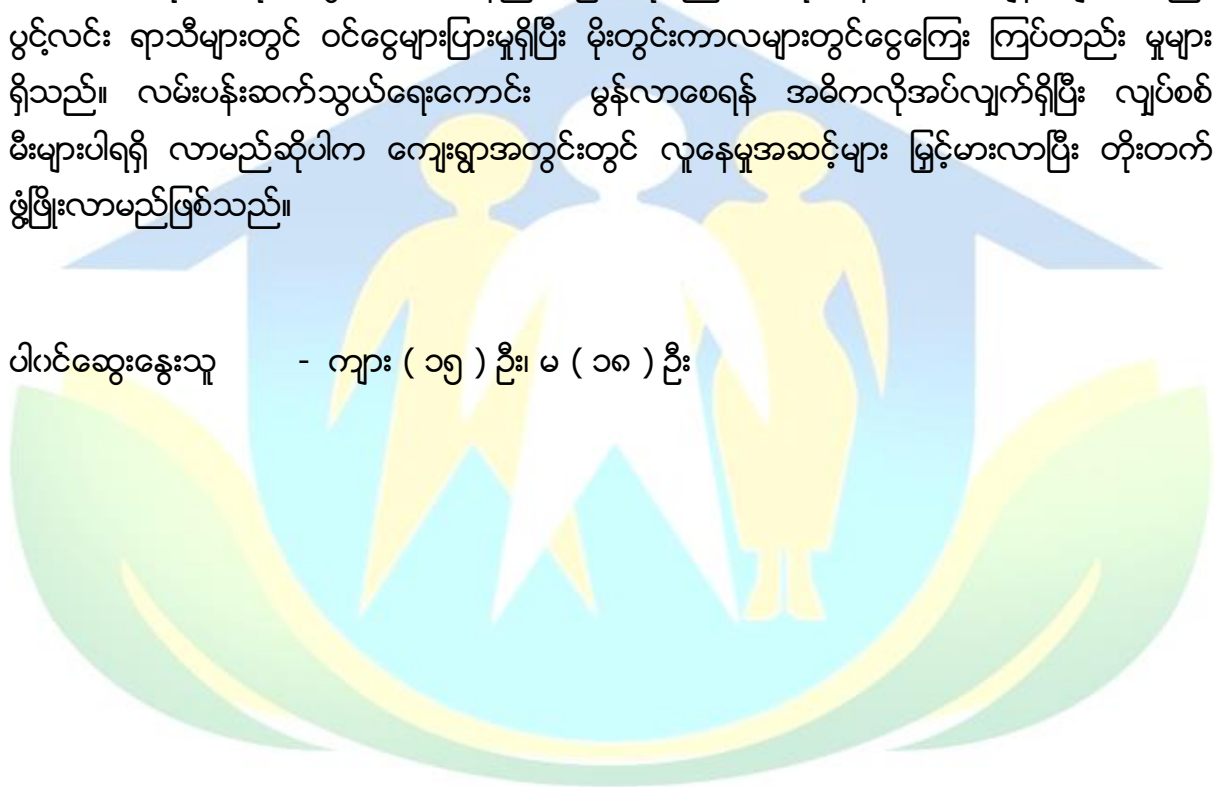 ပွင့်လင်း ရာသီများတွင် ဝင်ငွေများပြားမှုရှိပြီး မိုးတွင်းကာလများတွင်ငွေကြေး ကြပ်တည်း မှုများ
ရှိသည်။ လမ်းပန်းဆက်သွယ်ရေးကောင်း မွန်လာစေရန် အဓိကလိုအပ်လျှက်ရှိပြီး လျှပ်စစ်
မီးများပါရရှိ လာမည်ဆိုပါက ကျေးရွာအတွင်းတွင် လူနေမှုအဆင့်များ မြှင့်မားလာပြီး တိုးတက်
ဖွံ့ဖြိုးလာမည်ဖြစ်သည်။
ပါဝင်ဆွေးနွေးသူ - ကျား ( ၁၅ ) ဦး၊ မ ( ၁၈ ) ဦး